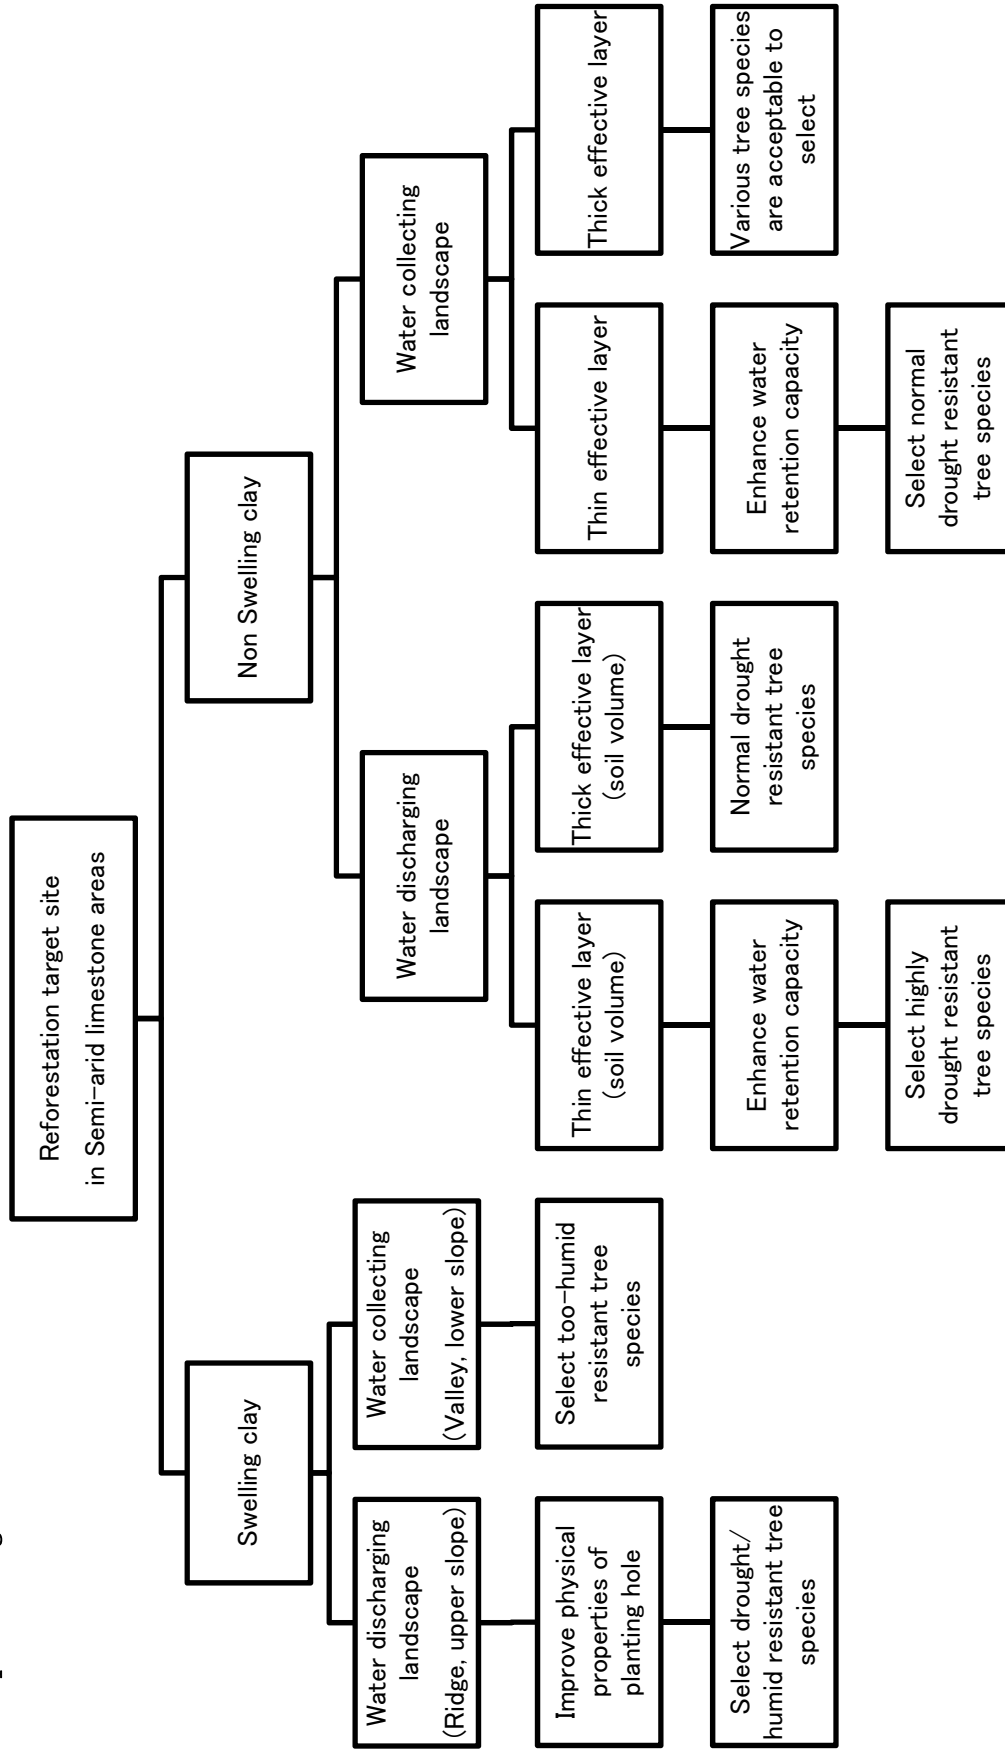 Reforestation target site
in Semi-arid limestone areas
Swelling clay
Non Swelling clay
Water discharging
landscape
(Ridge, upper slope)
Water collecting
landscape
(Valley, lower slope)
Water discharging
landscape
Water collecting
landscape
Improve physical
properties of
planting hole
Select too-humid
resistant tree
species
Thin effective layer
(soil volume)
Thick effective layer
(soil volume)
Thin effective layer
Thick effective layer
Select drought/
humid resistant tree
species
Enhance water
retention capacity
Normal drought
resistant tree
species
Enhance water
retention capacity
Various tree species
are acceptable to
select
Select highly
drought resistant
tree species
Select normal
drought resistant
tree species